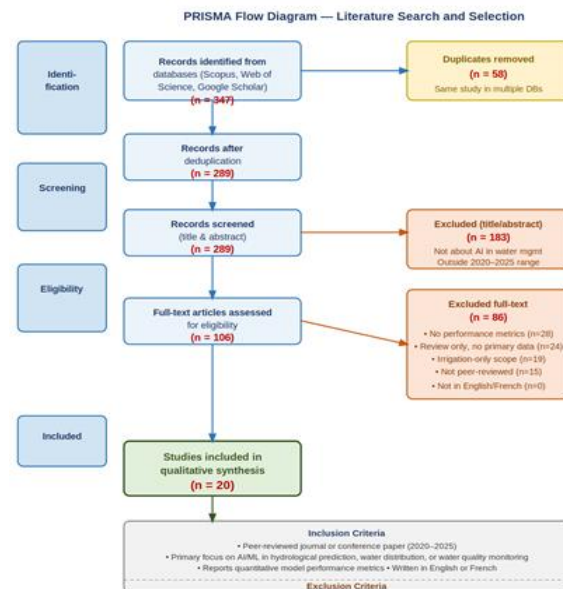 PRISMA Flow Diagram — Literature Search and Selection
Identi-
fication
Records identified from
databases (Scopus, Web of
Science, Google Scholar)
(n = 347)
Duplicates removed
(n = 58)
Same study in multiple DBs
Records after
deduplication
(n = 289)
Screening
Records screened
(title & abstract)
(n = 289)
Excluded (title/abstract)
(n = 183)
Not about AI in water mgmt
Outside 2020–2025 range
Eligibility
Full-text articles assessed
for eligibility
(n = 106)
Excluded full-text
(n = 86)
• No performance metrics (n=28)
• Review only, no primary data (n=24)
• Irrigation-only scope (n=19)
• Not peer-reviewed (n=15)
• Not in English/French (n=0)
Included
Studies included in
qualitative synthesis
(n = 20)
Inclusion Criteria
• Peer-reviewed journal or conference paper (2020–2025)
• Primary focus on AI/ML in hydrological prediction, water distribution, or water quality monitoring
• Reports quantitative model performance metrics • Written in English or French
Exclusion Criteria